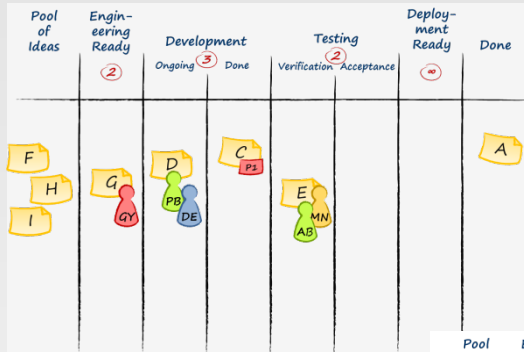 Pool
of
Ideas
Engin-
eering
Ready
2
Development
3
Ongoing Done
Testing
2
Verification Acceptance
Deploy-
ment
Ready
∞
Done
F
H
I
G
GY
D
PB
DE
C
P1
E
MN
AB
A
Pool